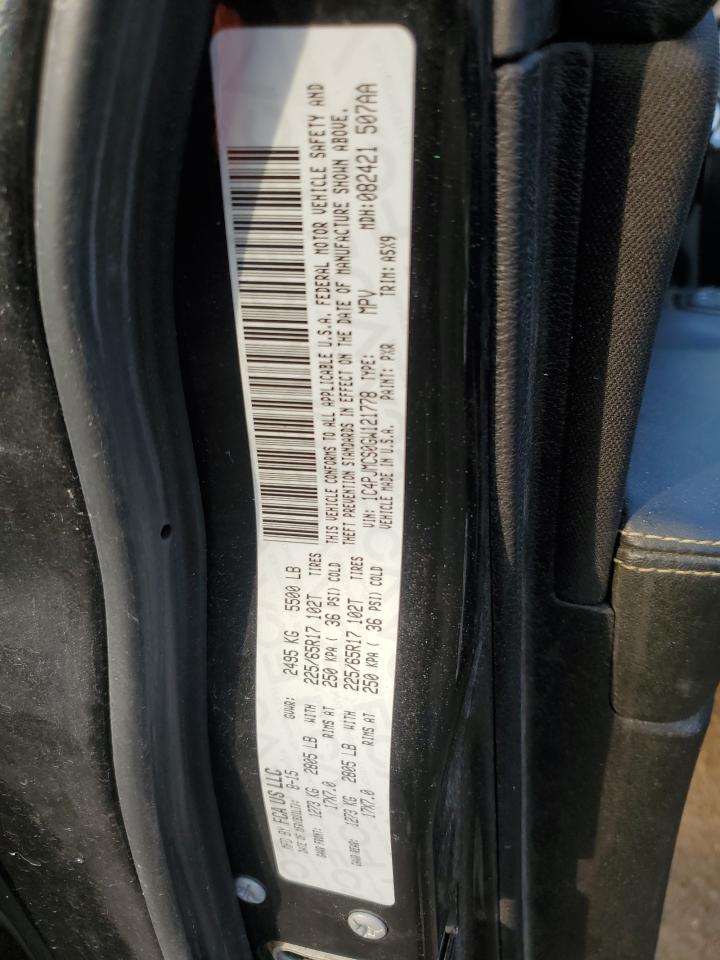 MFD BY: FCA US LLC
DATE OF MFR(BUILD): 8-15 GVWR: 2495 KG 5500 LB
GAWR FRONT: 1273 KG 2805 LB WITH 225/65R17 102T TIRES
17X7.0 RIMS AT 250 KPA ( 36 PSI) COLD
GAWR REAR: 1273 KG 2805 LB WITH 225/65R17 102T TIRES
17X7.0 RIMS AT 250 KPA ( 36 PSI) COLD
THIS VEHICLE CONFORMS TO ALL APPLICABLE U.S.A. FEDERAL MOTOR VEHICLE SAFETY AND
THEFT PREVENTION STANDARDS IN EFFECT ON THE DATE OF MANUFACTURE SHOWN ABOVE.
VIN: 1C4PJMCS0GW121778 TYPE: MPV MDH:082421 507AA
VEHICLE MADE IN U.S.A. PAINT: PXR TRIM: A5X9